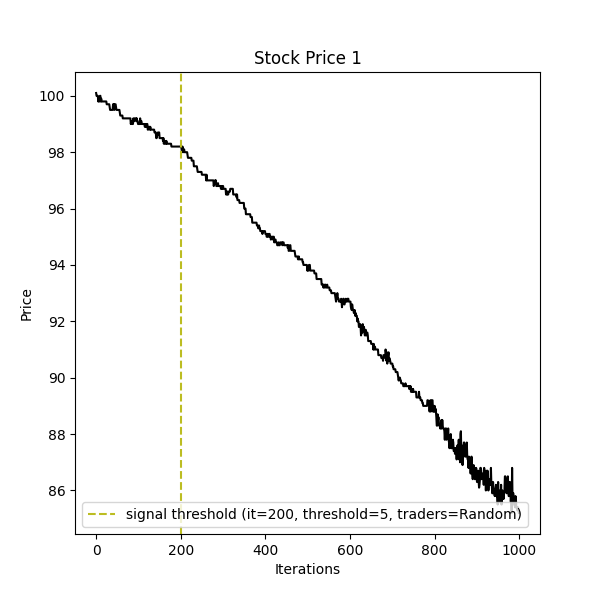 Stock Price 1
Price
100
98
96
94
92
90
88
86
signal threshold (it=200, threshold=5, traders=Random)
0 200 400 600 800 1000
Iterations